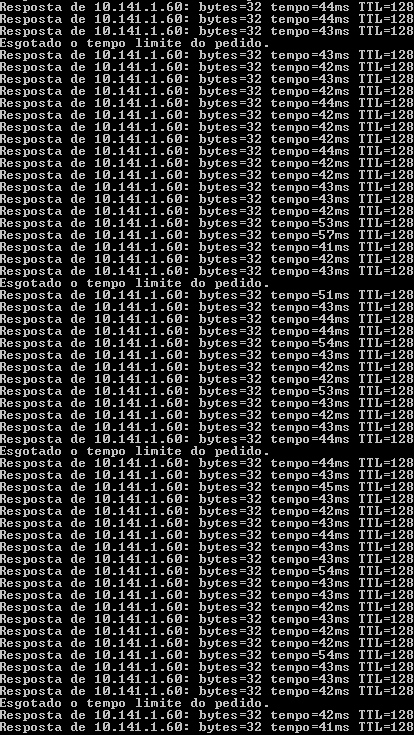 Resposta de 10.141.1.60: bytes=32 tempo=44ms TTL=128
Resposta de 10.141.1.60: bytes=32 tempo=44ms TTL=128
Resposta de 10.141.1.60: bytes=32 tempo=43ms TTL=128
Esgotado o tempo limite do pedido.
Resposta de 10.141.1.60: bytes=32 tempo=43ms TTL=128
Resposta de 10.141.1.60: bytes=32 tempo=42ms TTL=128
Resposta de 10.141.1.60: bytes=32 tempo=43ms TTL=128
Resposta de 10.141.1.60: bytes=32 tempo=42ms TTL=128
Resposta de 10.141.1.60: bytes=32 tempo=44ms TTL=128
Resposta de 10.141.1.60: bytes=32 tempo=42ms TTL=128
Resposta de 10.141.1.60: bytes=32 tempo=42ms TTL=128
Resposta de 10.141.1.60: bytes=32 tempo=42ms TTL=128
Resposta de 10.141.1.60: bytes=32 tempo=44ms TTL=128
Resposta de 10.141.1.60: bytes=32 tempo=42ms TTL=128
Resposta de 10.141.1.60: bytes=32 tempo=42ms TTL=128
Resposta de 10.141.1.60: bytes=32 tempo=43ms TTL=128
Resposta de 10.141.1.60: bytes=32 tempo=43ms TTL=128
Resposta de 10.141.1.60: bytes=32 tempo=42ms TTL=128
Resposta de 10.141.1.60: bytes=32 tempo=53ms TTL=128
Resposta de 10.141.1.60: bytes=32 tempo=57ms TTL=128
Resposta de 10.141.1.60: bytes=32 tempo=41ms TTL=128
Resposta de 10.141.1.60: bytes=32 tempo=42ms TTL=128
Resposta de 10.141.1.60: bytes=32 tempo=43ms TTL=128
Esgotado o tempo limite do pedido.
Resposta de 10.141.1.60: bytes=32 tempo=51ms TTL=128
Resposta de 10.141.1.60: bytes=32 tempo=43ms TTL=128
Resposta de 10.141.1.60: bytes=32 tempo=44ms TTL=128
Resposta de 10.141.1.60: bytes=32 tempo=44ms TTL=128
Resposta de 10.141.1.60: bytes=32 tempo=54ms TTL=128
Resposta de 10.141.1.60: bytes=32 tempo=43ms TTL=128
Resposta de 10.141.1.60: bytes=32 tempo=42ms TTL=128
Resposta de 10.141.1.60: bytes=32 tempo=42ms TTL=128
Resposta de 10.141.1.60: bytes=32 tempo=53ms TTL=128
Resposta de 10.141.1.60: bytes=32 tempo=43ms TTL=128
Resposta de 10.141.1.60: bytes=32 tempo=42ms TTL=128
Resposta de 10.141.1.60: bytes=32 tempo=43ms TTL=128
Resposta de 10.141.1.60: bytes=32 tempo=44ms TTL=128
Esgotado o tempo limite do pedido.
Resposta de 10.141.1.60: bytes=32 tempo=44ms TTL=128
Resposta de 10.141.1.60: bytes=32 tempo=43ms TTL=128
Resposta de 10.141.1.60: bytes=32 tempo=45ms TTL=128
Resposta de 10.141.1.60: bytes=32 tempo=43ms TTL=128
Resposta de 10.141.1.60: bytes=32 tempo=42ms TTL=128
Resposta de 10.141.1.60: bytes=32 tempo=43ms TTL=128
Resposta de 10.141.1.60: bytes=32 tempo=44ms TTL=128
Resposta de 10.141.1.60: bytes=32 tempo=43ms TTL=128
Resposta de 10.141.1.60: bytes=32 tempo=43ms TTL=128
Resposta de 10.141.1.60: bytes=32 tempo=54ms TTL=128
Resposta de 10.141.1.60: bytes=32 tempo=43ms TTL=128
Resposta de 10.141.1.60: bytes=32 tempo=42ms TTL=128
Resposta de 10.141.1.60: bytes=32 tempo=42ms TTL=128
Resposta de 10.141.1.60: bytes=32 tempo=43ms TTL=128
Resposta de 10.141.1.60: bytes=32 tempo=42ms TTL=128
Resposta de 10.141.1.60: bytes=32 tempo=42ms TTL=128
Resposta de 10.141.1.60: bytes=32 tempo=54ms TTL=128
Resposta de 10.141.1.60: bytes=32 tempo=43ms TTL=128
Resposta de 10.141.1.60: bytes=32 tempo=43ms TTL=128
Resposta de 10.141.1.60: bytes=32 tempo=42ms TTL=128
Esgotado o tempo limite do pedido.
Resposta de 10.141.1.60: bytes=32 tempo=42ms TTL=128
Resposta de 10.141.1.60: bytes=32 tempo=41ms TTL=128